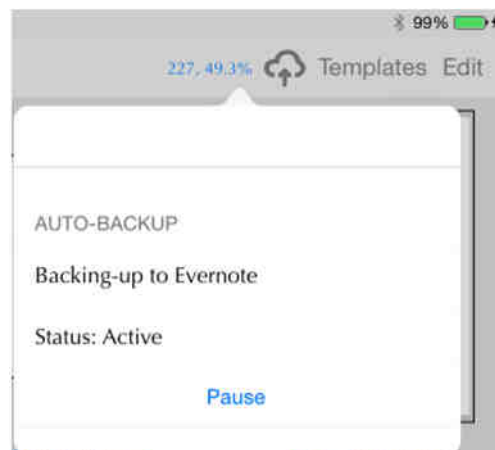 99%
227, 49.3% Templates Edit
AUTO-BACKUP
Backing-up to Evernote
Status: Active
Pause